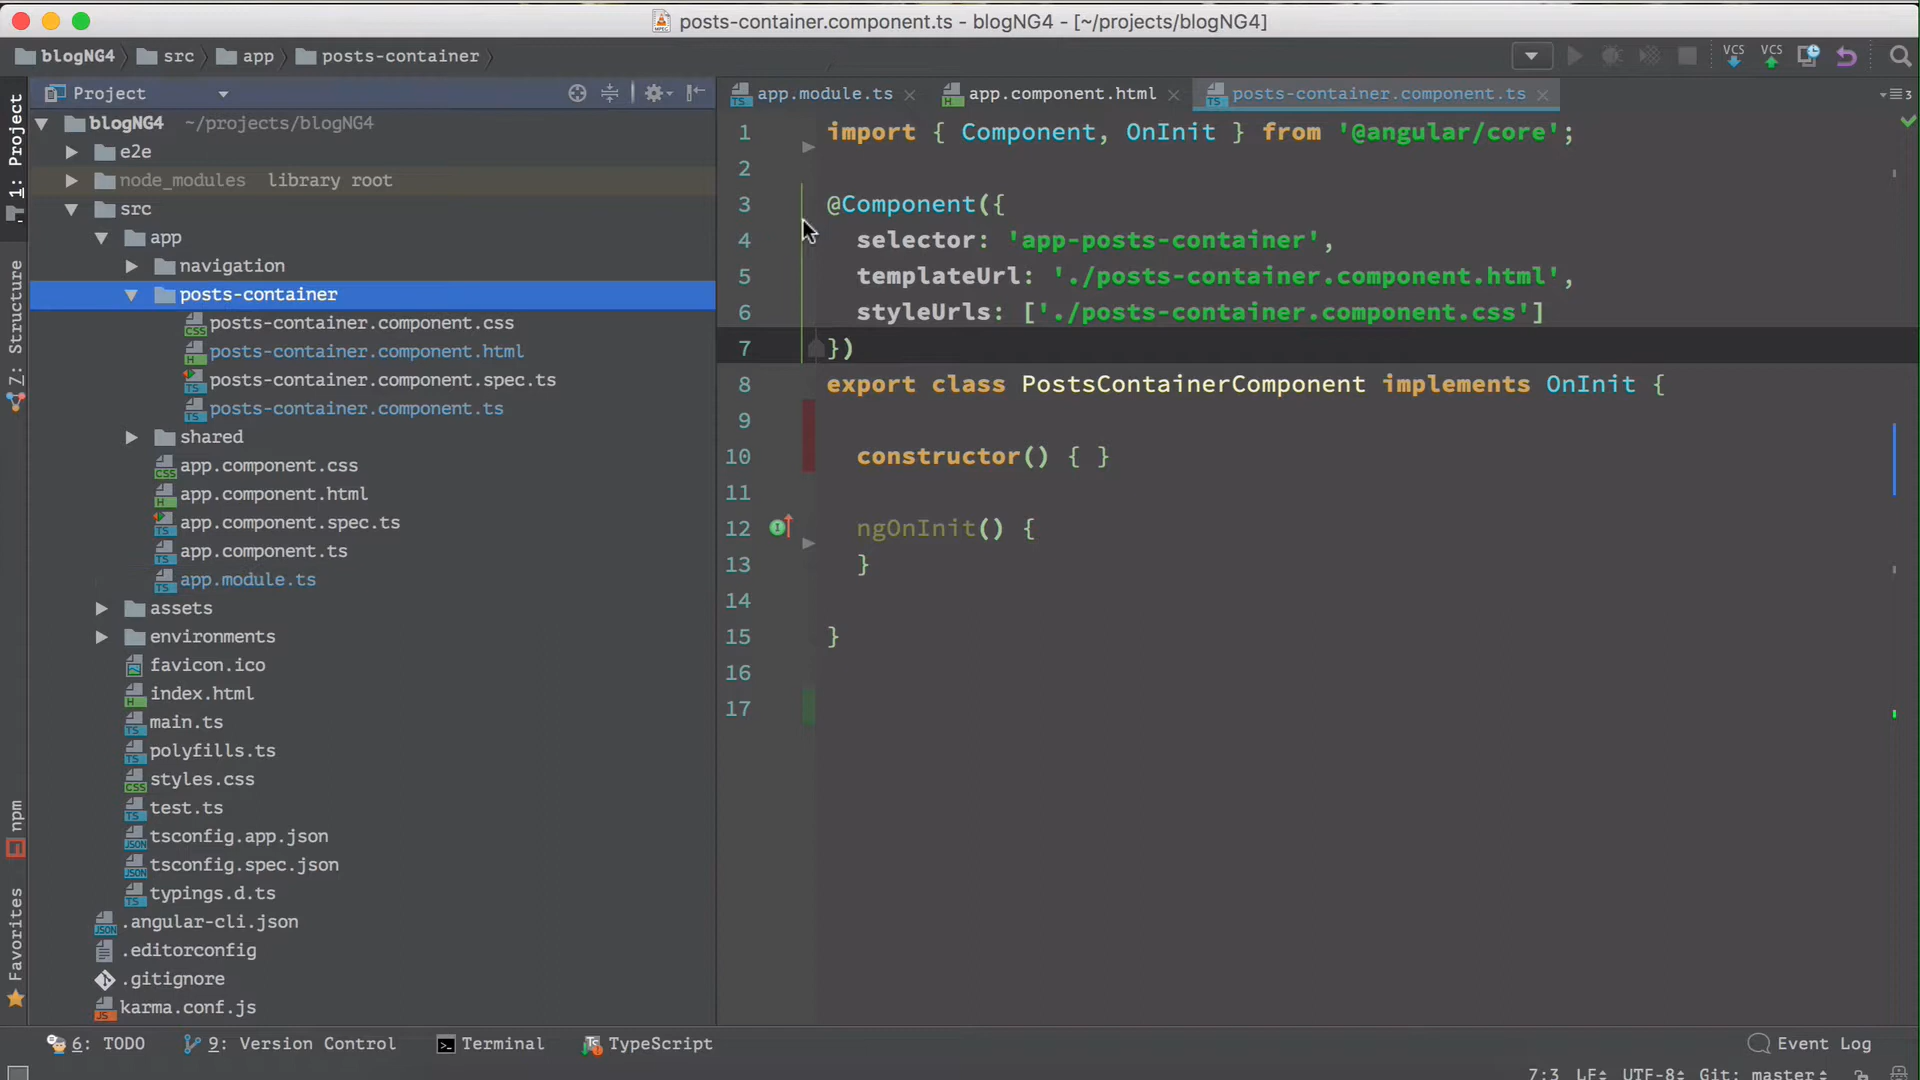 posts-container.component.ts - blogNG4 - [~/projects/blogNG4]
blogNG4 src app posts-container
VCS VCS
Project
app.module.ts app.component.html posts-container.component.ts
3
1: Project
7: Structure
npm
Favorites
blogNG4 ~/projects/blogNG4
e2e
node_modules library root
src
app
navigation
posts-container
posts-container.component.css
posts-container.component.html
posts-container.component.spec.ts
posts-container.component.ts
shared
app.component.css
app.component.html
app.component.spec.ts
app.component.ts
app.module.ts
assets
environments
favicon.ico
index.html
main.ts
polyfills.ts
styles.css
test.ts
tsconfig.app.json
tsconfig.spec.json
typings.d.ts
.angular-cli.json
.editorconfig
.gitignore
karma.conf.js
1 import { Component, OnInit } from '@angular/core';
2
3 @Component({
4 selector: 'app-posts-container',
5 templateUrl: './posts-container.component.html',
6 styleUrls: ['./posts-container.component.css']
7 })
8 export class PostsContainerComponent implements OnInit {
9
10 constructor() { }
11
12 ngOnInit() {
13 }
14
15 }
16
17
6: TODO 9: Version Control Terminal TypeScript Event Log
7:3 LF UTF-8 Git: master